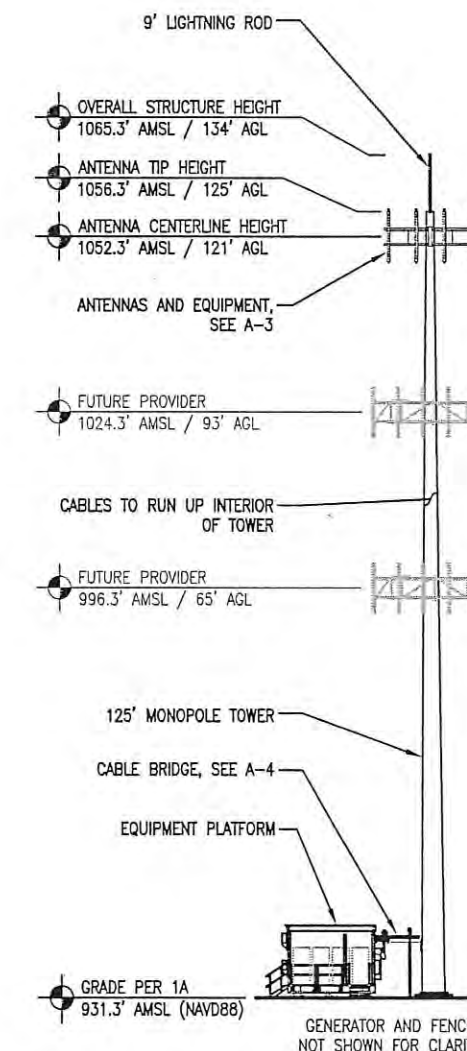 9' LIGHTNING ROD
OVERALL STRUCTURE HEIGHT
1065.3' AMSL / 134' AGL
ANTENNA TIP HEIGHT
1056.3' AMSL / 125' AGL
ANTENNA CENTERLINE HEIGHT
1052.3' AMSL / 121' AGL
ANTENNAS AND EQUIPMENT,
SEE A-3
FUTURE PROVIDER
1024.3' AMSL / 93' AGL
CABLES TO RUN UP INTERIOR
OF TOWER
FUTURE PROVIDER
996.3' AMSL / 65' AGL
125' MONOPOLE TOWER
CABLE BRIDGE, SEE A-4
EQUIPMENT PLATFORM
GRADE PER 1A
931.3' AMSL (NAVD88)
GENERATOR AND FENC
NOT SHOWN FOR CLARI